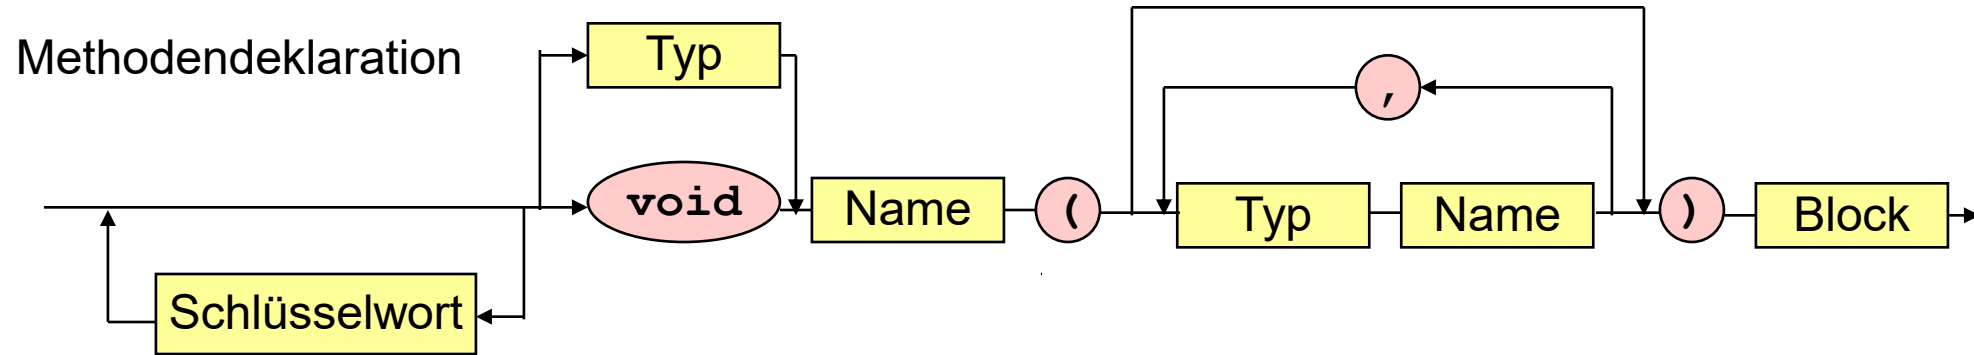 Methodendeklaration
Typ
,
void
Name
(
Typ
Name
)
Block
Schlüsselwort